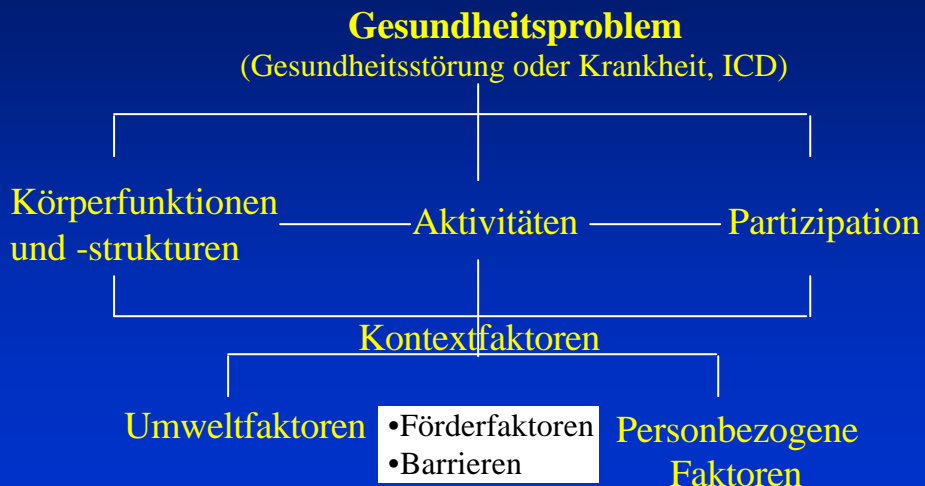 Gesundheitsproblem
(Gesundheitsstörung oder Krankheit, ICD)
Körperfunktionen
und -strukturen
Aktivitäten
Partizipation
Kontextfaktoren
Umweltfaktoren
•Förderfaktoren
•Barrieren
Personbezogene
Faktoren